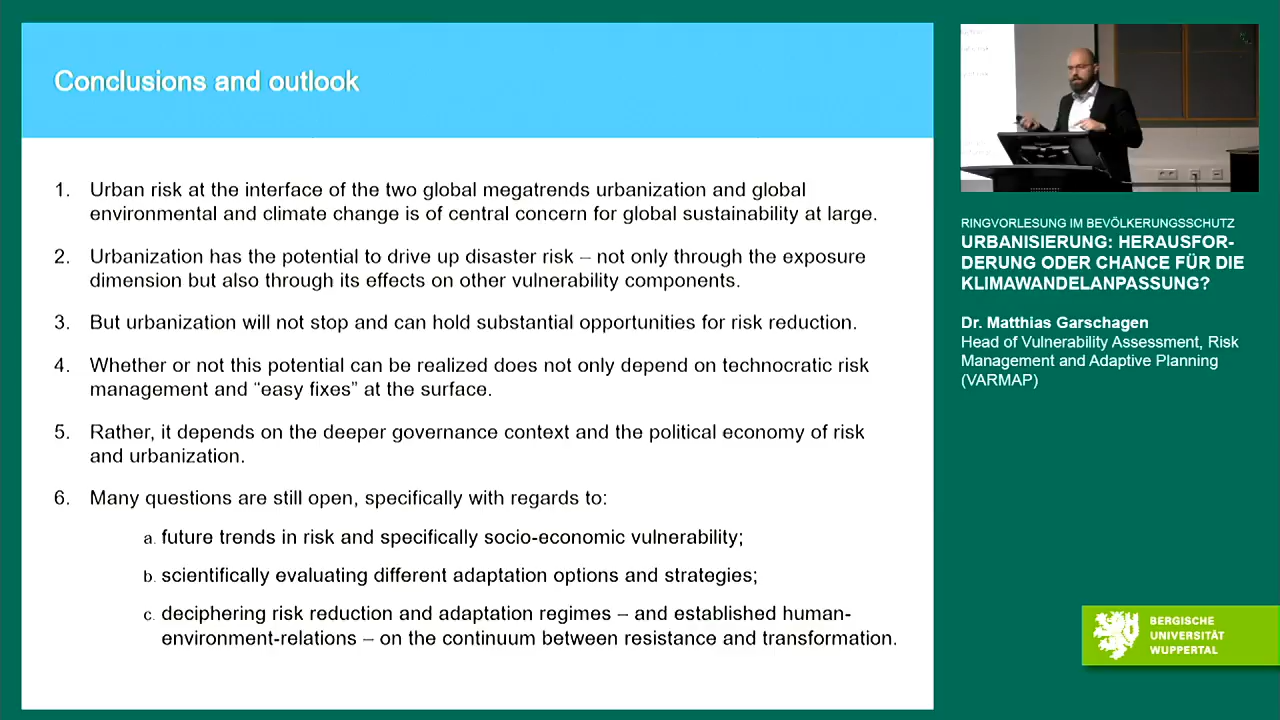 Conclusions and outlook
1. Urban risk at the interface of the two global megatrends urbanization and global
environmental and climate change is of central concern for global sustainability at large.
2. Urbanization has the potential to drive up disaster risk – not only through the exposure
dimension but also through its effects on other vulnerability components.
3. But urbanization will not stop and can hold substantial opportunities for risk reduction.
4. Whether or not this potential can be realized does not only depend on technocratic risk
management and “easy fixes” at the surface.
5. Rather, it depends on the deeper governance context and the political economy of risk
and urbanization.
6. Many questions are still open, specifically with regards to:
a. future trends in risk and specifically socio-economic vulnerability;
b. scientifically evaluating different adaptation options and strategies;
c. deciphering risk reduction and adaptation regimes – and established human-
environment-relations – on the continuum between resistance and transformation.
RINGVORLESUNG IM BEVÖLKERUNGSSCHUTZ
URBANISIERUNG: HERAUSFOR-
DERUNG ODER CHANCE FÜR DIE
KLIMAWANDELANPASSUNG?
Dr. Matthias Garschagen
Head of Vulnerability Assessment, Risk
Management and Adaptive Planning
(VARMAP)
BERGISCHE
UNIVERSITÄT
WUPPERTAL